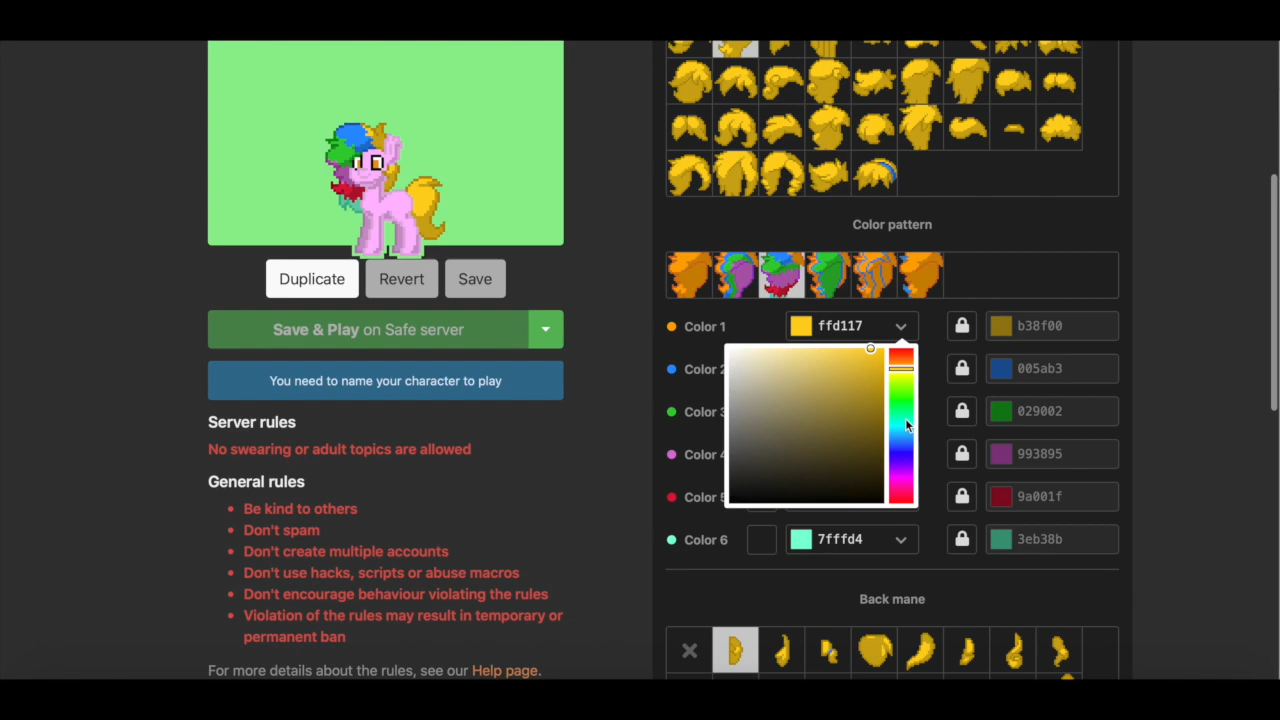 Duplicate
Revert
Save
Save & Play on Safe server
You need to name your character to play
Server rules
No swearing or adult topics are allowed
General rules
Be kind to others
Don't spam
Don't create multiple accounts
Don't use hacks, scripts or abuse macros
Don't encourage behaviour violating the rules
Violation of the rules may result in temporary or
permanent ban
For more details about the rules, see our Help page.
Color pattern
Color 1
ffd117
b38f00
Color 2
005ab3
Color 3
029002
Color 4
993895
Color 5
9a001f
Color 6
7fffd4
3eb38b
Back mane